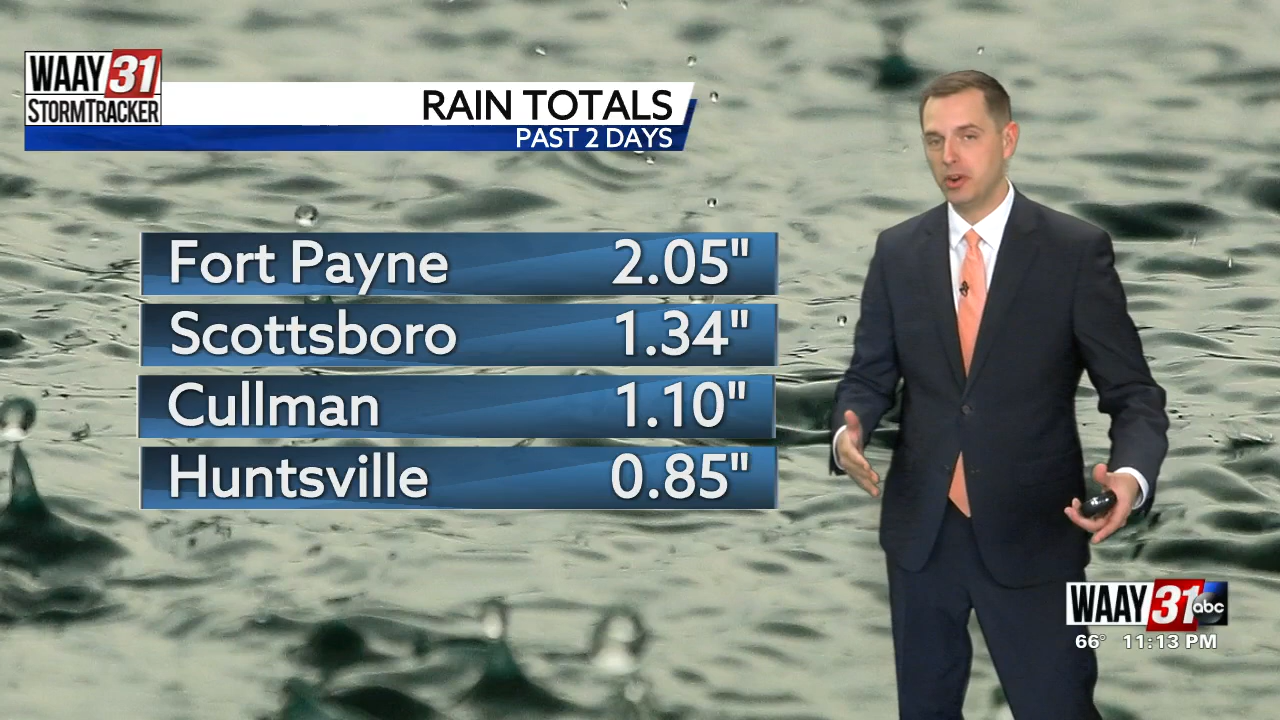 WAAY 31
STORMTRACKER
RAIN TOTALS
PAST 2 DAYS
Fort Payne 2.05"
Scottsboro 1.34"
Cullman 1.10"
Huntsville 0.85"
WAAY 31 abc
66° 11:13 PM